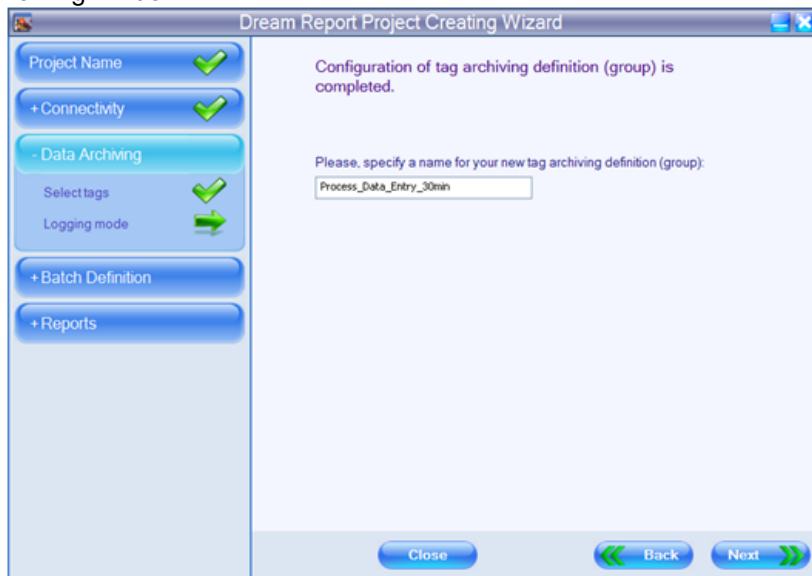 Dream Report Project Creating Wizard
Project Name
+ Connectivity
- Data Archiving
Select tags
Logging mode
+ Batch Definition
+ Reports
Configuration of tag archiving definition (group) is
completed.
Please, specify a name for your new tag archiving definition (group):
Process_Data_Entry_30min
Close
Back
Next